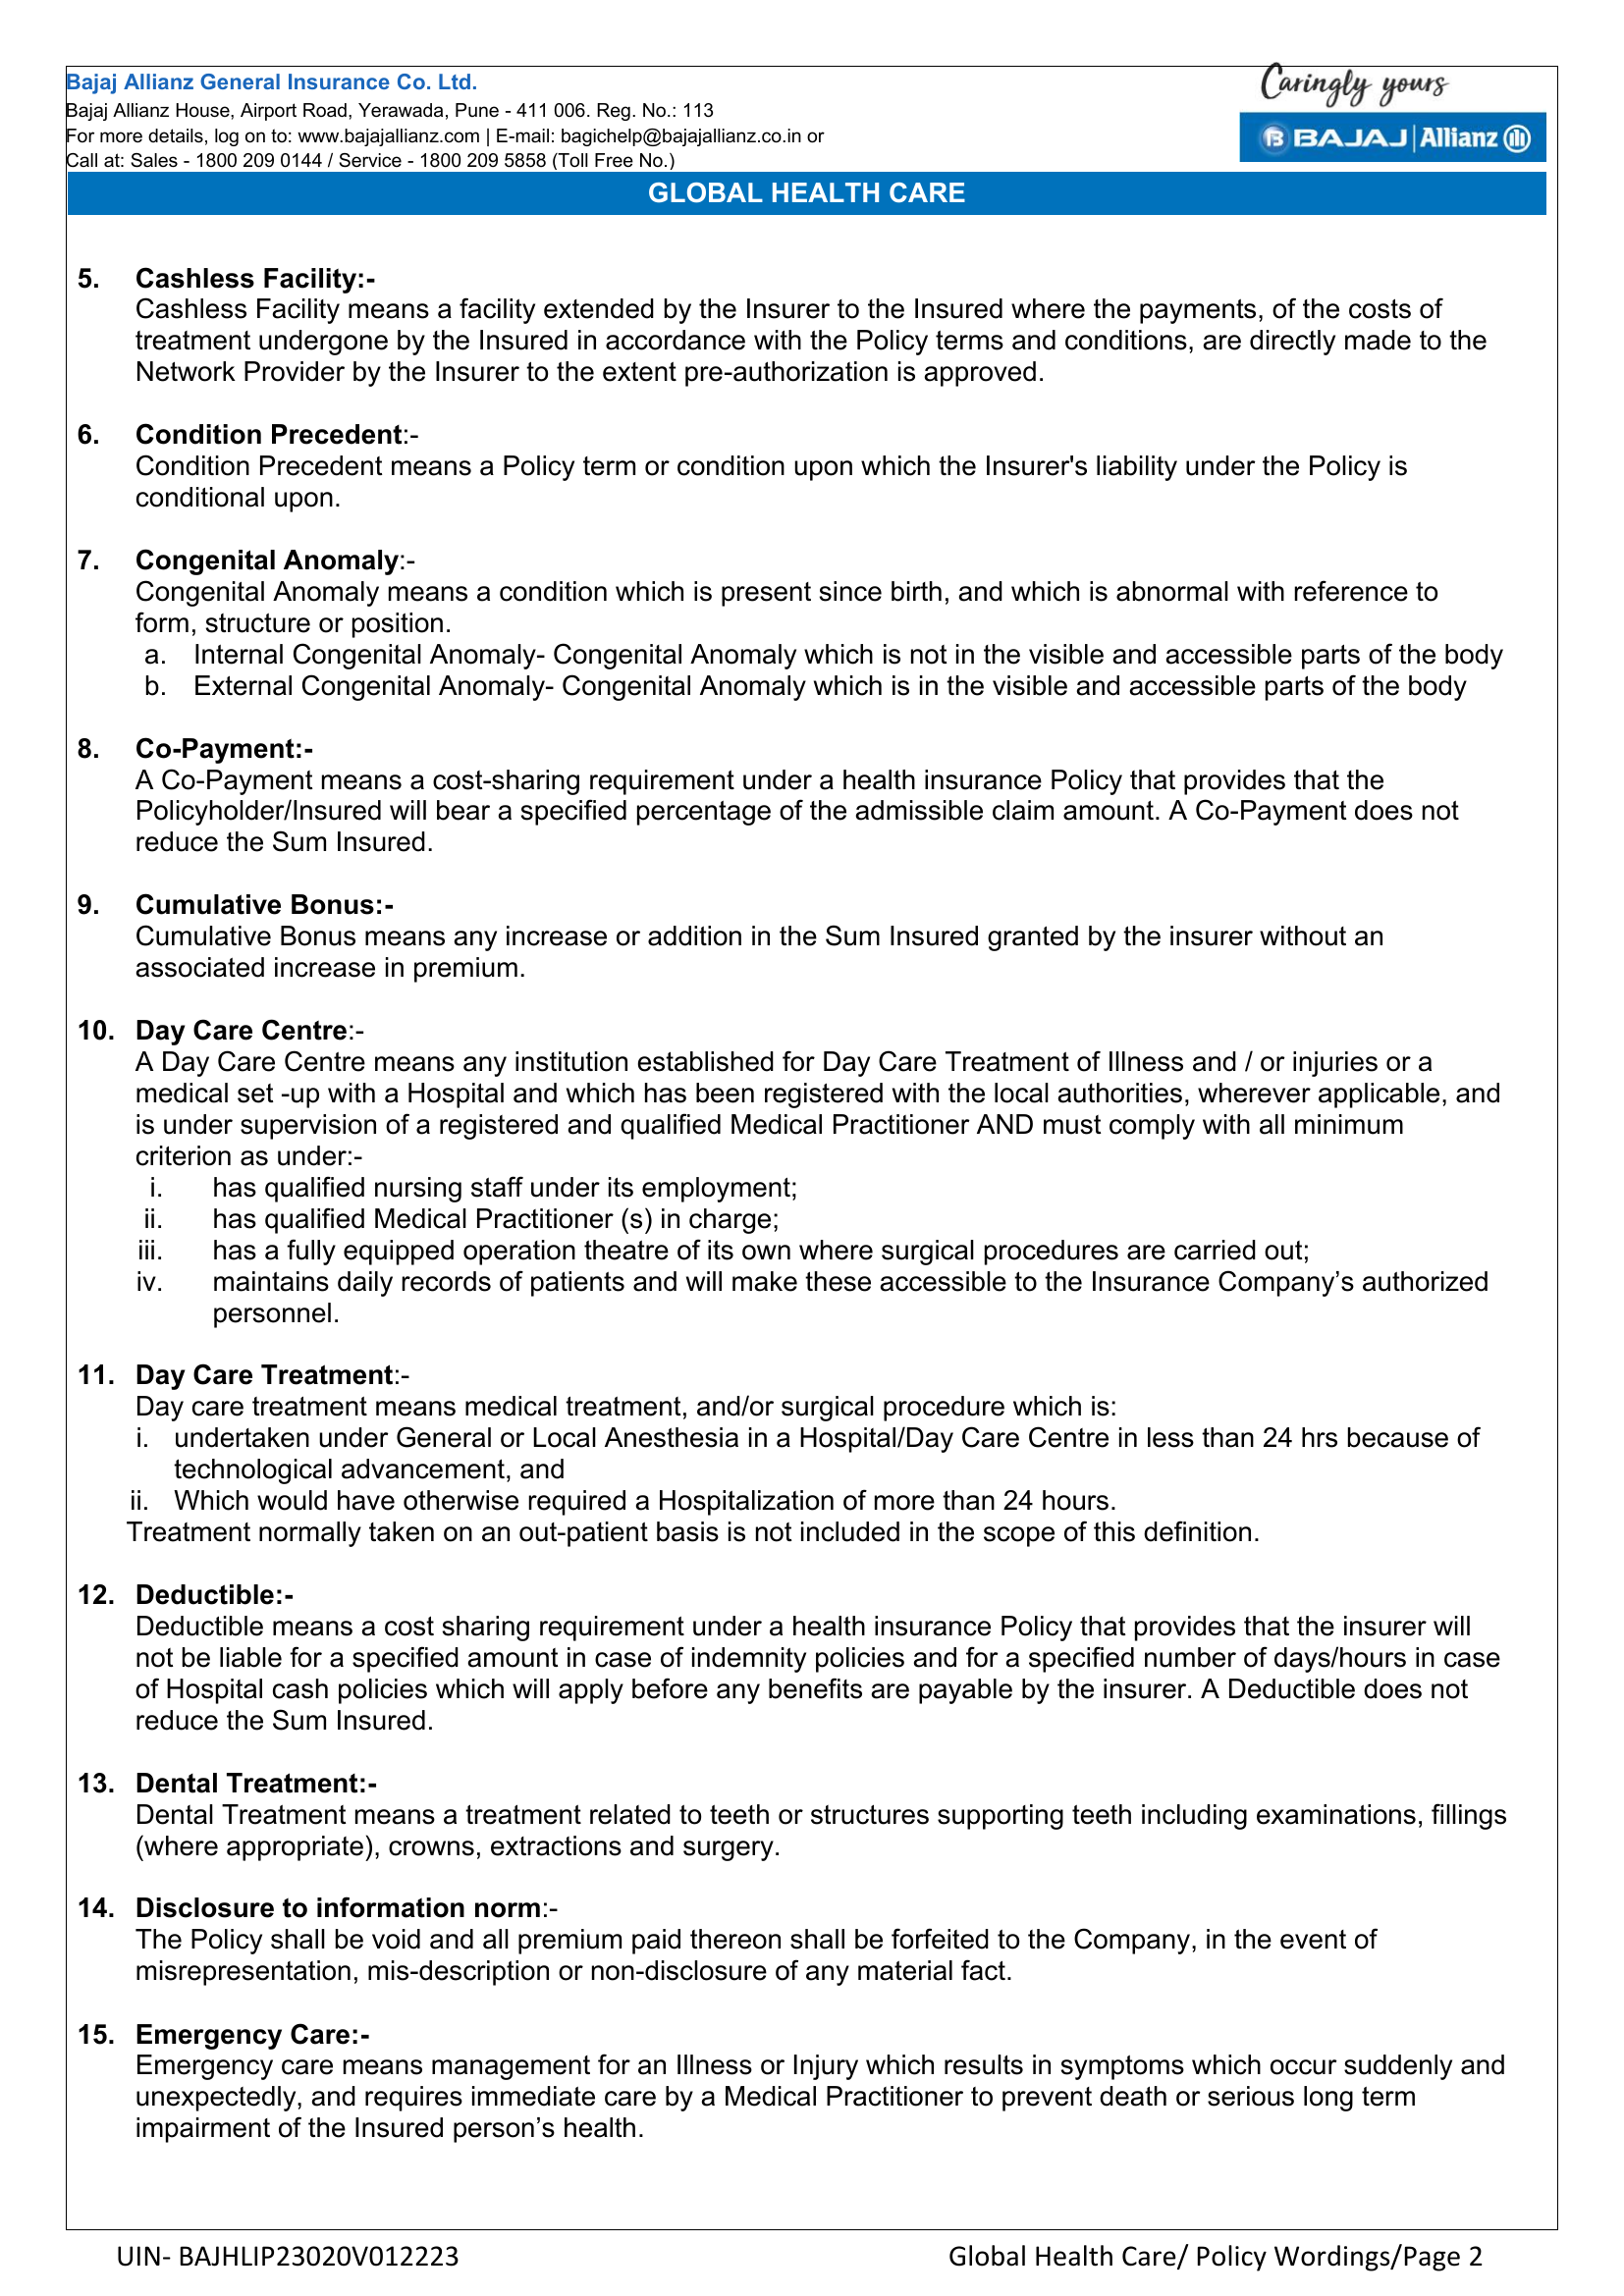 Bajaj Allianz General Insurance Co. Ltd.
Bajaj Allianz House, Airport Road, Yerawada, Pune - 411 006. Reg. No.: 113
For more details, log on to: www.bajajallianz.com | E-mail: bagichelp@bajajallianz.co.in or
Call at: Sales - 1800 209 0144 / Service - 1800 209 5858 (Toll Free No.)
Caringly yours
BAJAJ | Allianz
GLOBAL HEALTH CARE
5. Cashless Facility:-
Cashless Facility means a facility extended by the Insurer to the Insured where the payments, of the costs of
treatment undergone by the Insured in accordance with the Policy terms and conditions, are directly made to the
Network Provider by the Insurer to the extent pre-authorization is approved.
6. Condition Precedent:-
Condition Precedent means a Policy term or condition upon which the Insurer's liability under the Policy is
conditional upon.
7. Congenital Anomaly:-
Congenital Anomaly means a condition which is present since birth, and which is abnormal with reference to
form, structure or position.
a. Internal Congenital Anomaly- Congenital Anomaly which is not in the visible and accessible parts of the body
b. External Congenital Anomaly- Congenital Anomaly which is in the visible and accessible parts of the body
8. Co-Payment:-
A Co-Payment means a cost-sharing requirement under a health insurance Policy that provides that the
Policyholder/Insured will bear a specified percentage of the admissible claim amount. A Co-Payment does not
reduce the Sum Insured.
9. Cumulative Bonus:-
Cumulative Bonus means any increase or addition in the Sum Insured granted by the insurer without an
associated increase in premium.
10. Day Care Centre:-
A Day Care Centre means any institution established for Day Care Treatment of Illness and / or injuries or a
medical set -up with a Hospital and which has been registered with the local authorities, wherever applicable, and
is under supervision of a registered and qualified Medical Practitioner AND must comply with all minimum
criterion as under:-
i. has qualified nursing staff under its employment;
ii. has qualified Medical Practitioner (s) in charge;
iii. has a fully equipped operation theatre of its own where surgical procedures are carried out;
iv. maintains daily records of patients and will make these accessible to the Insurance Company’s authorized
personnel.
11. Day Care Treatment:-
Day care treatment means medical treatment, and/or surgical procedure which is:
i. undertaken under General or Local Anesthesia in a Hospital/Day Care Centre in less than 24 hrs because of
technological advancement, and
ii. Which would have otherwise required a Hospitalization of more than 24 hours.
Treatment normally taken on an out-patient basis is not included in the scope of this definition.
12. Deductible:-
Deductible means a cost sharing requirement under a health insurance Policy that provides that the insurer will
not be liable for a specified amount in case of indemnity policies and for a specified number of days/hours in case
of Hospital cash policies which will apply before any benefits are payable by the insurer. A Deductible does not
reduce the Sum Insured.
13. Dental Treatment:-
Dental Treatment means a treatment related to teeth or structures supporting teeth including examinations, fillings
(where appropriate), crowns, extractions and surgery.
14. Disclosure to information norm:-
The Policy shall be void and all premium paid thereon shall be forfeited to the Company, in the event of
misrepresentation, mis-description or non-disclosure of any material fact.
15. Emergency Care:-
Emergency care means management for an Illness or Injury which results in symptoms which occur suddenly and
unexpectedly, and requires immediate care by a Medical Practitioner to prevent death or serious long term
impairment of the Insured person’s health.
UIN- BAJHLIP23020V012223
Global Health Care/ Policy Wordings/Page 2